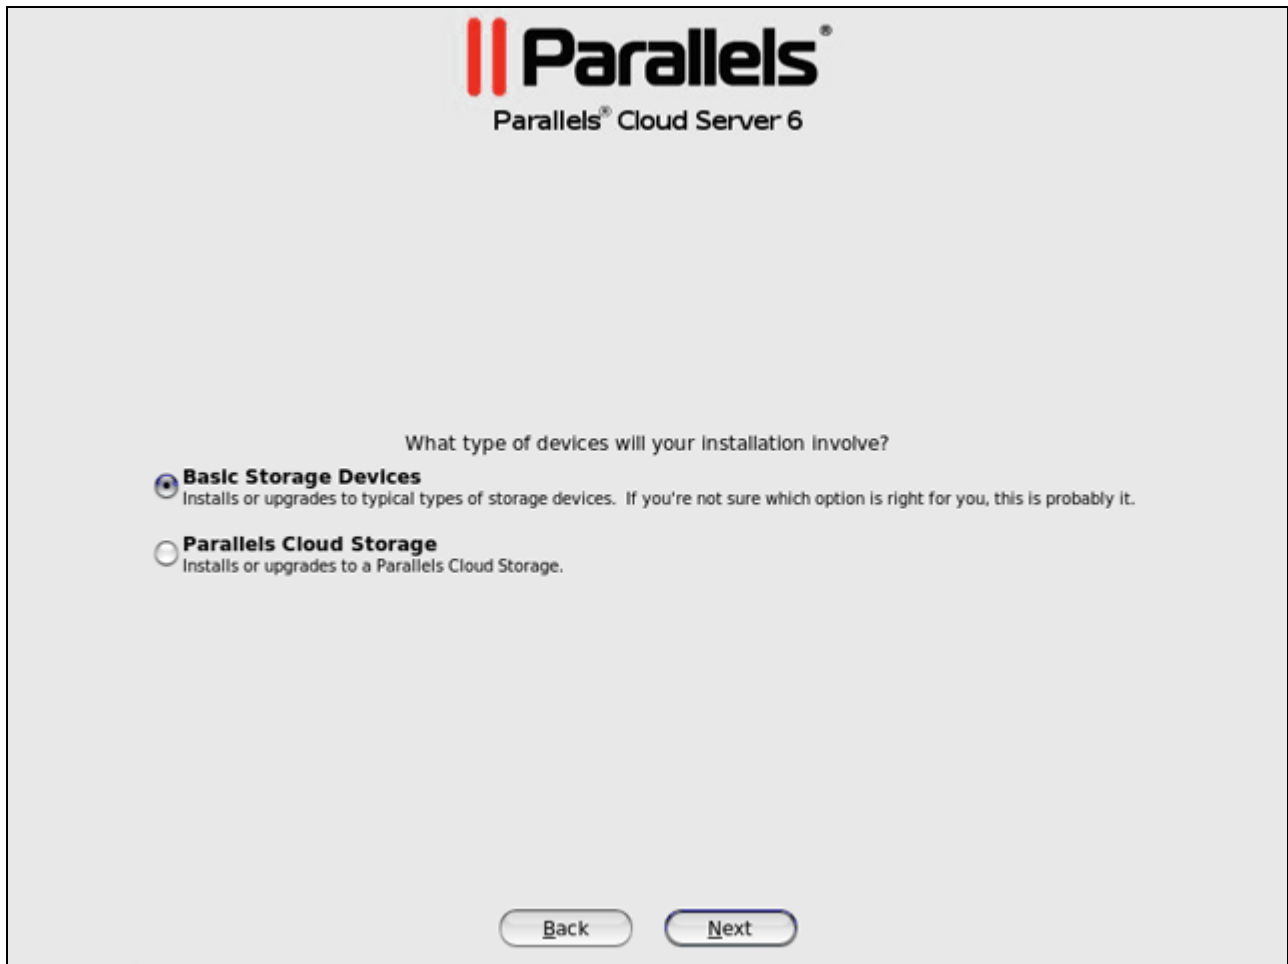 Parallels®
Parallels® Cloud Server 6
What type of devices will your installation involve?
Basic Storage Devices
Installs or upgrades to typical types of storage devices.  If you're not sure which option is right for you, this is probably it.
Parallels Cloud Storage
Installs or upgrades to a Parallels Cloud Storage.
Back
Next